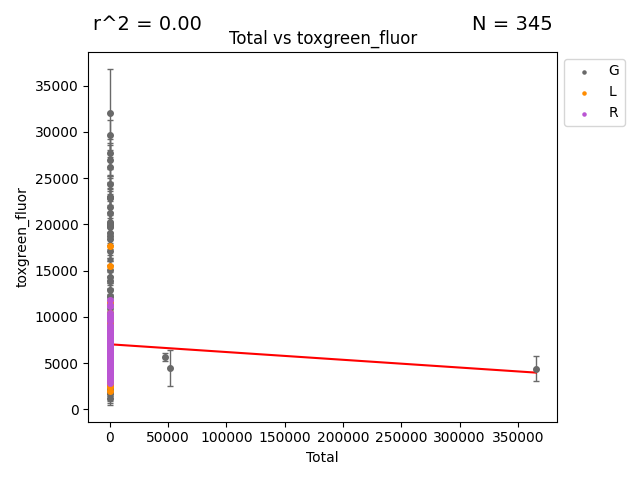 r^2 = 0.00
N = 345
Total vs toxgreen_fluor
G
L
R
35000
30000
25000
20000
15000
10000
5000
0
toxgreen_fluor
0
50000
100000
150000
200000
250000
300000
350000
Total